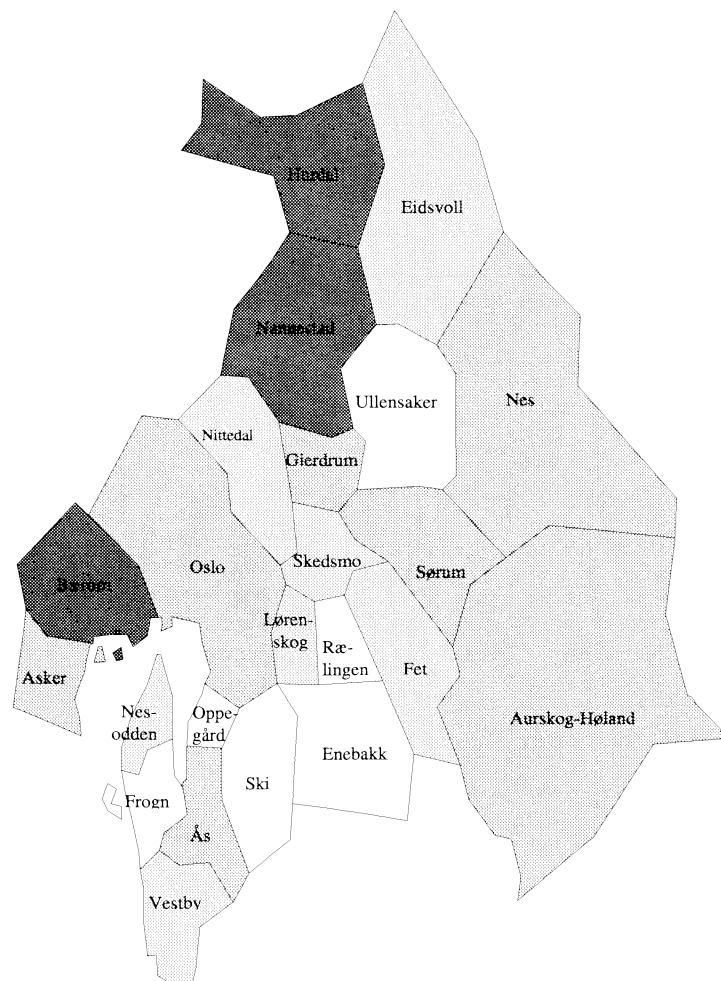 Hurdal
Eidsvoll
Nannestad
Ullensaker
Nes
Nittedal
Gjerdrum
Oslo
Skedsmo
Sørum
Bærum
Løren-
skog
Ræ-
lingen
Fet
Asker
Nes-
odden
Oppe-
gård
Aurskog-Høland
Enebakk
Ski
Frogn
Ås
Vestby